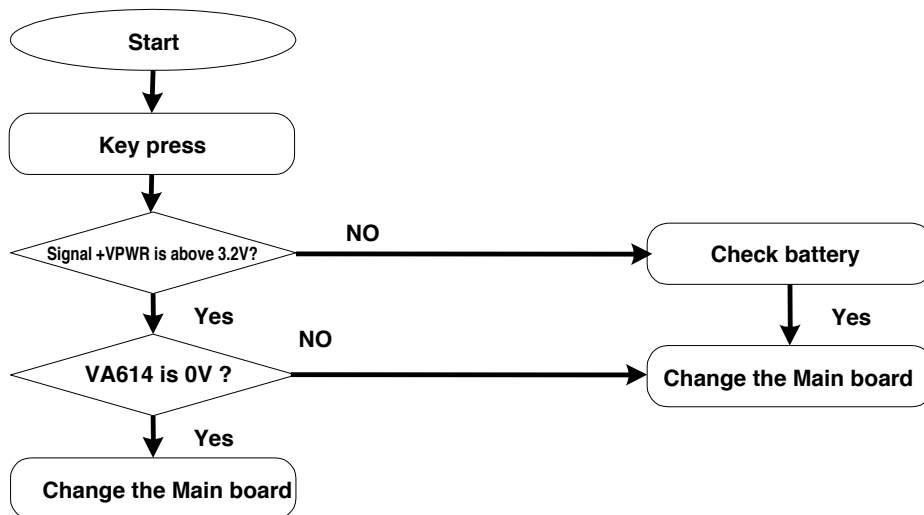 Start
Key press
Signal +VPWR is above 3.2V?
NO
Check battery
Yes
Yes
VA614 is 0V ?
NO
Change the Main board
Yes
Change the Main board